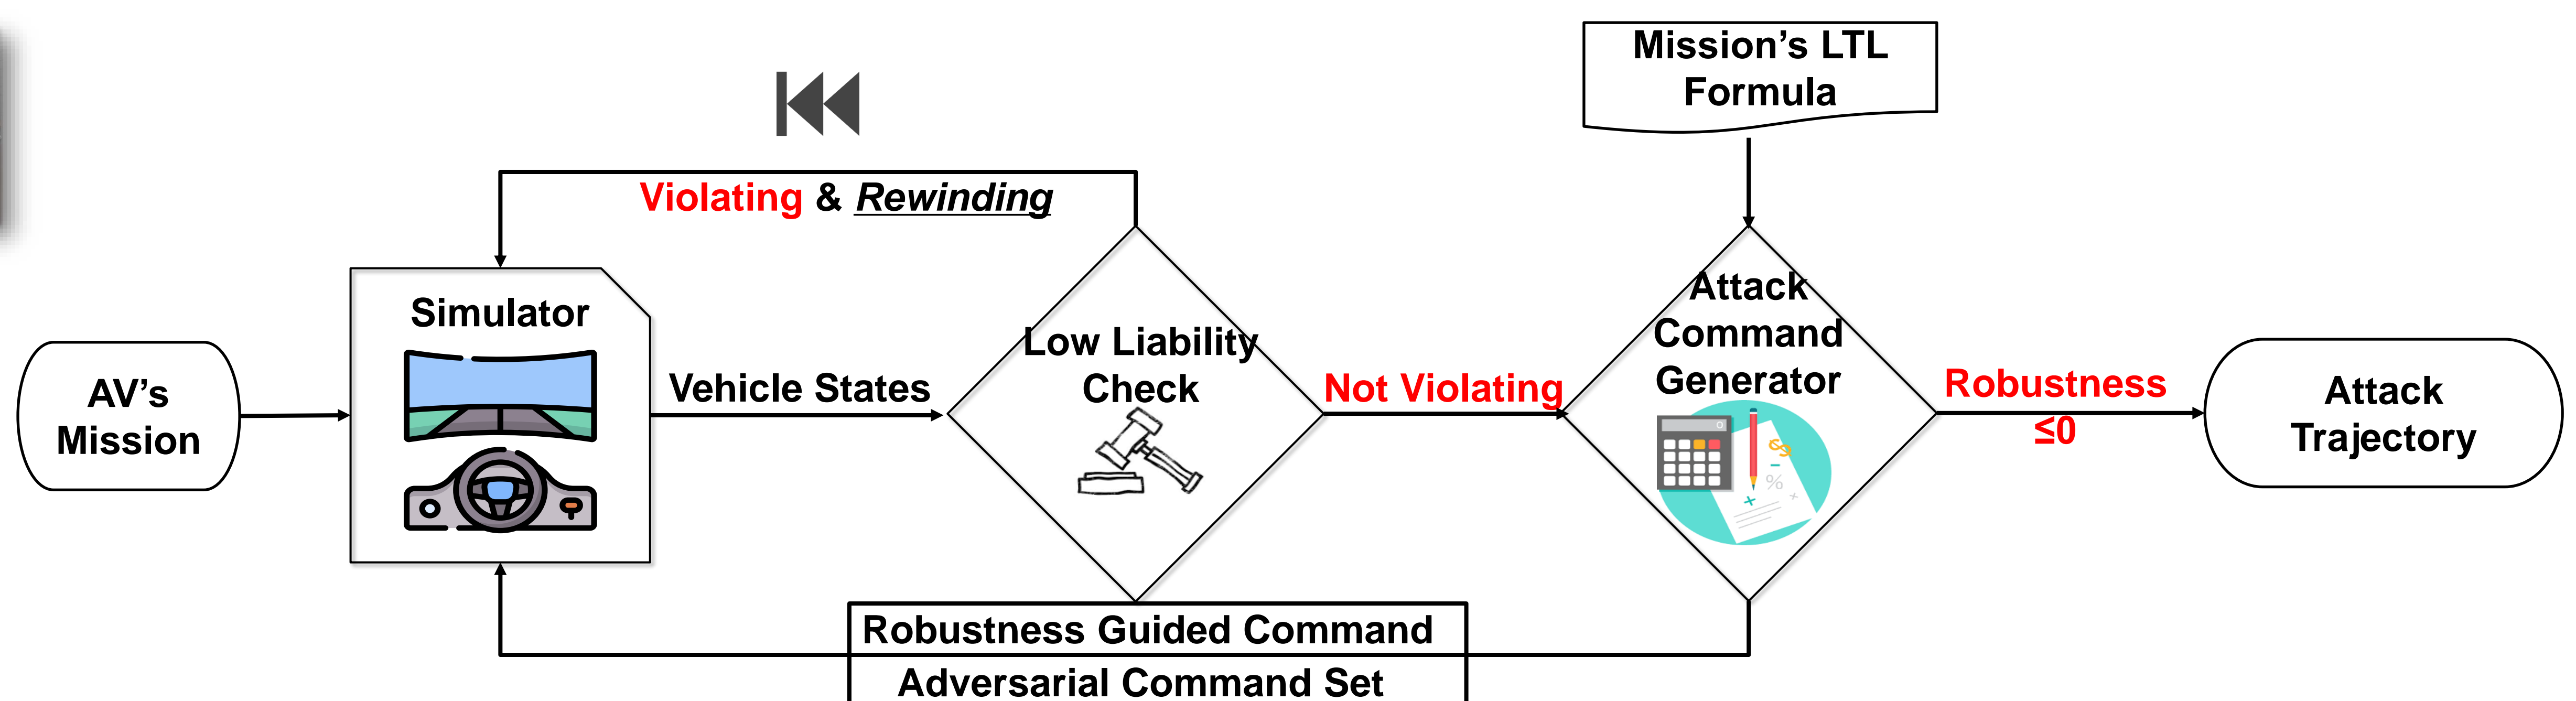 Mission's LTL
Formula
Violating & Rewinding
Simulator
AV's
Mission
Vehicle States
Low Liability
Check
Not Violating
Attack
Command
Generator
Robustness
≤0
Attack
Trajectory
Robustness Guided Command
Adversarial Command Set